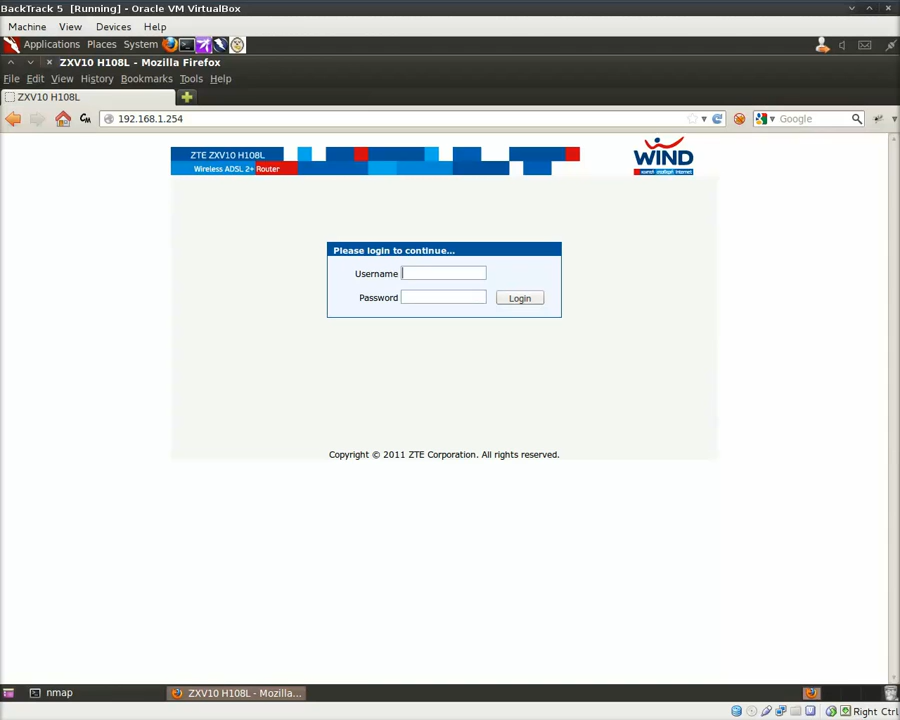 BackTrack 5 [Running] - Oracle VM VirtualBox
Machine View Devices Help
Applications Places System
ZXV10 H108L - Mozilla Firefox
File Edit View History Bookmarks Tools Help
ZXV10 H108L
192.168.1.254
Google
ZTE ZXV10 H108L
Wireless ADSL 2+ Router
WIND
Please login to continue...
Username
Password
Login
Copyright © 2011 ZTE Corporation. All rights reserved.
nmap
ZXV10 H108L - Mozilla...
Right Ctrl